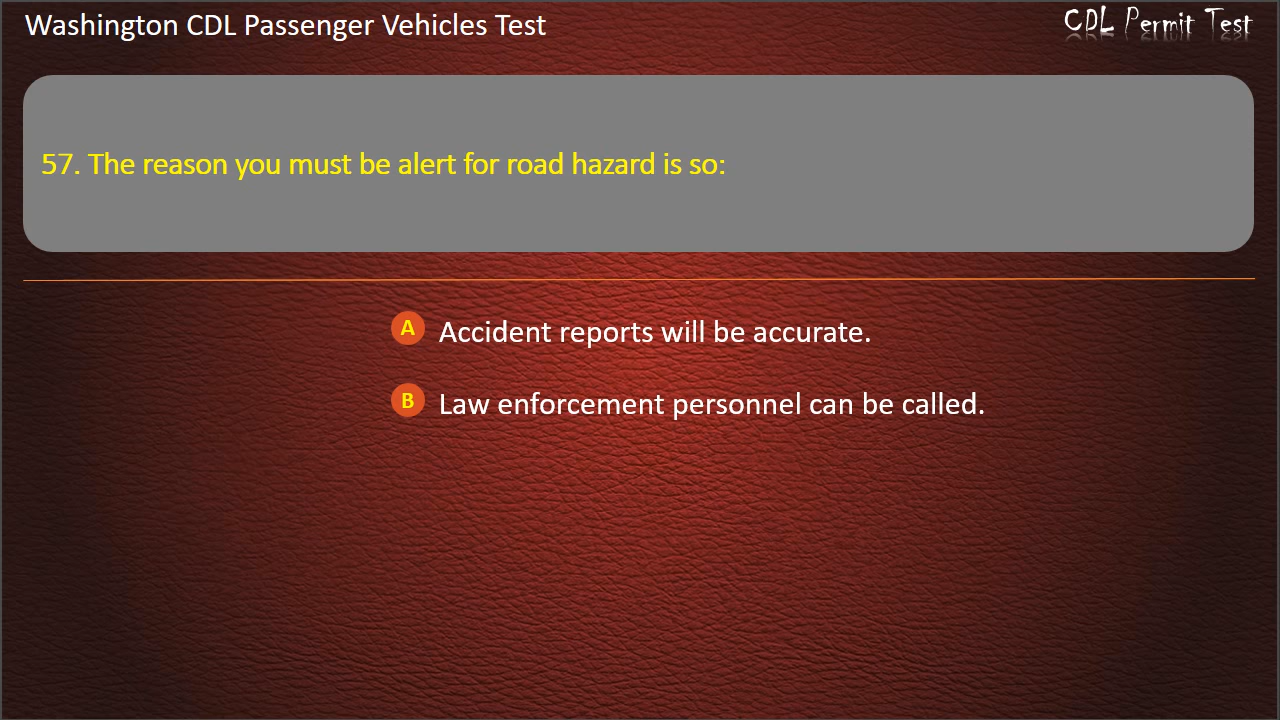 Washington CDL Passenger Vehicles Test
CDL Permit Test
57. The reason you must be alert for road hazard is so:
A Accident reports will be accurate.
B Law enforcement personnel can be called.